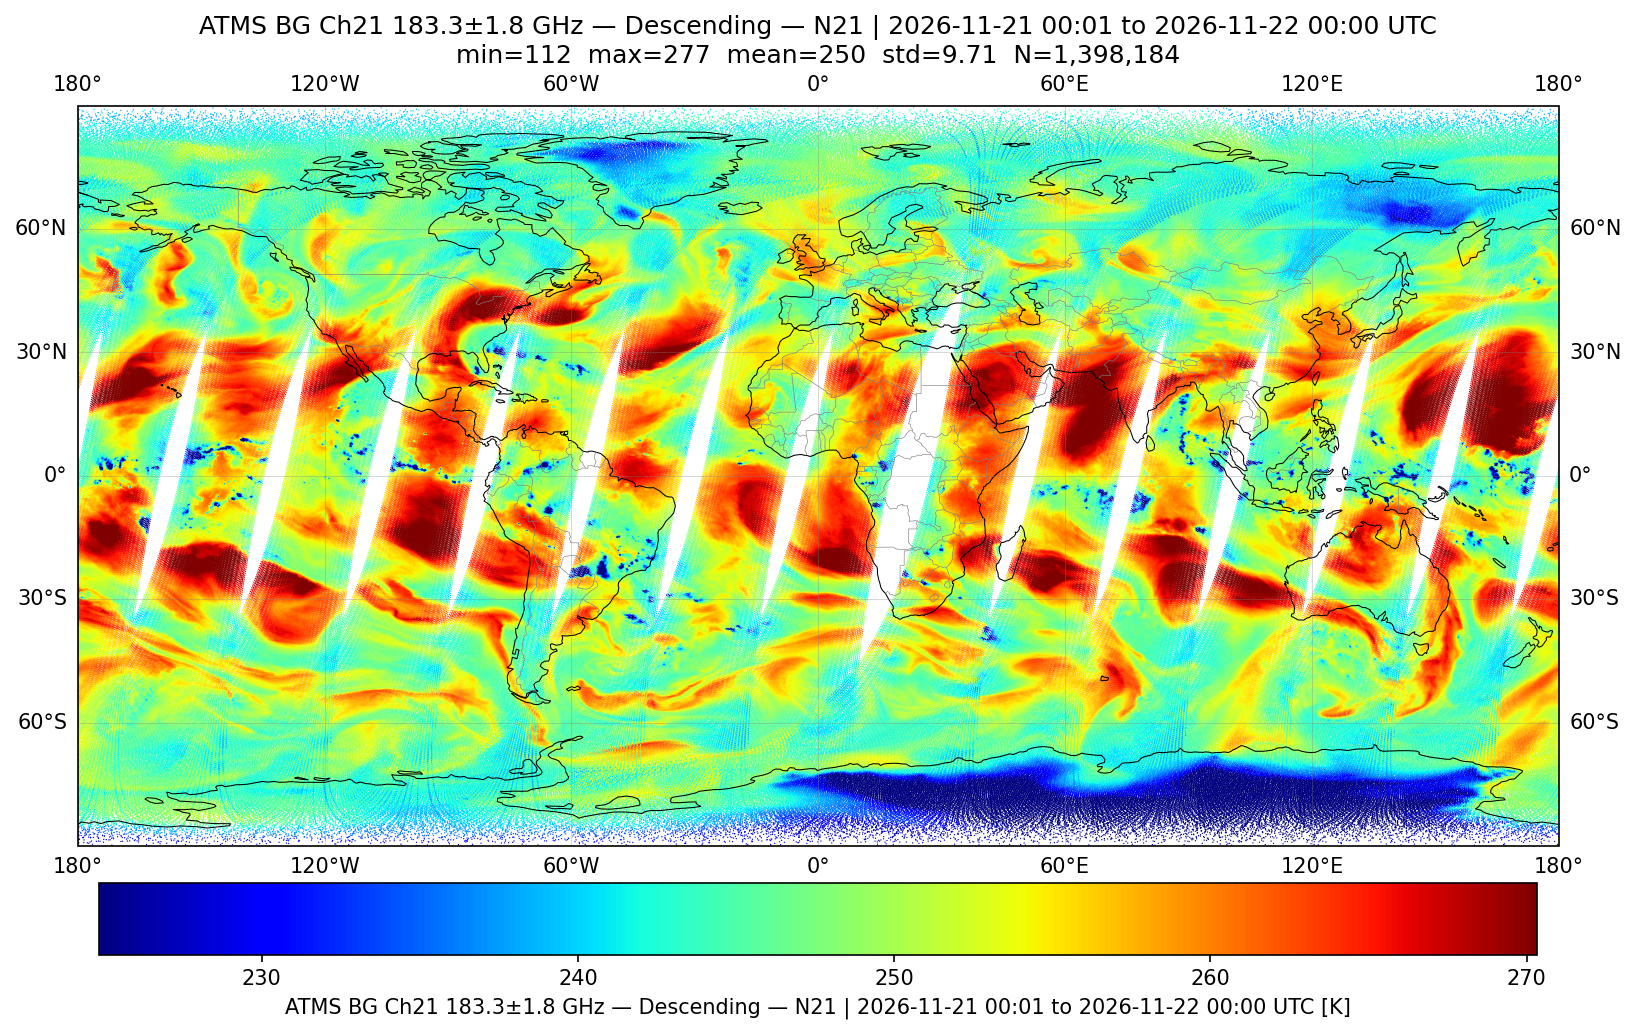 ATMS BG Ch21 183.3±1.8 GHz — Descending — N21 | 2026-11-21 00:01 to 2026-11-22 00:00 UTC
min=112 max=277 mean=250 std=9.71 N=1,398,184
180° 120°W 60°W 0° 60°E 120°E 180°
60°N 60°N
30°N 30°N
0° 0°
30°S 30°S
60°S 60°S
180° 120°W 60°W 0° 60°E 120°E 180°
230 240 250 260 270
ATMS BG Ch21 183.3±1.8 GHz — Descending — N21 | 2026-11-21 00:01 to 2026-11-22 00:00 UTC [K]